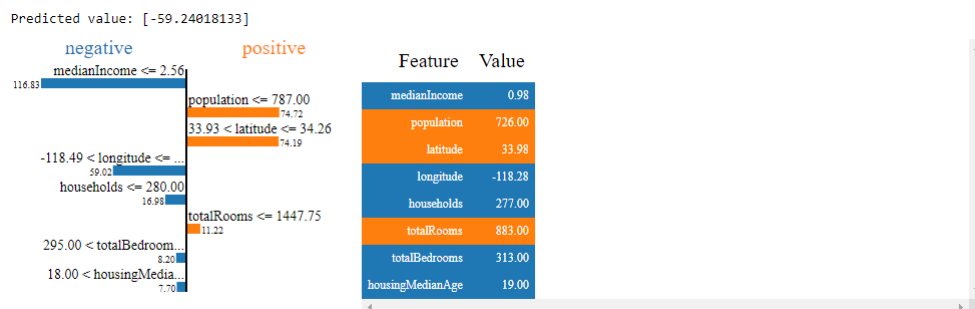 Predicted value: [-59.24018133]
negative positive
medianIncome <= 2.56
116.83
population <= 787.00
74.72
33.93 < latitude <= 34.26
74.19
-118.49 < longitude <= ...
59.02
households <= 280.00
16.98
totalRooms <= 1447.75
11.22
295.00 < totalBedroom...
8.20
18.00 < housingMedia...
7.70
Feature Value
medianIncome 0.98
population 726.00
latitude 33.98
longitude -118.28
households 277.00
totalRooms 883.00
totalBedrooms 313.00
housingMedianAge 19.00